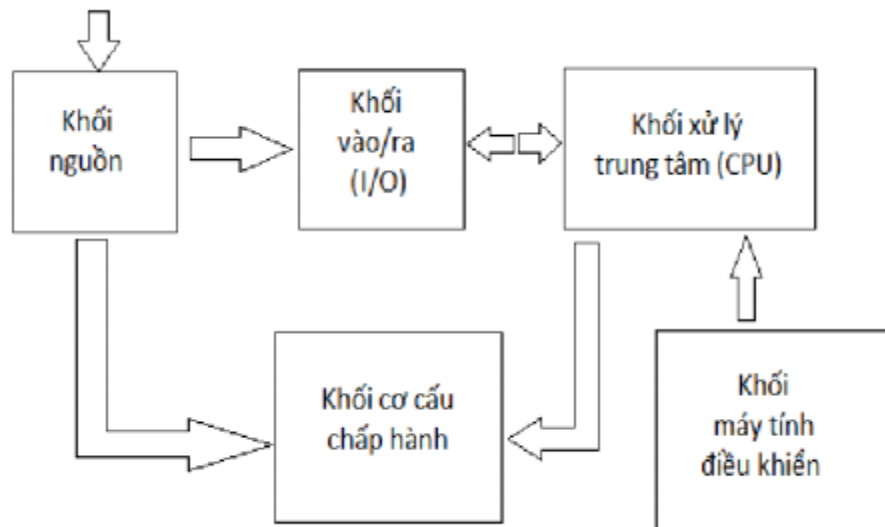 Khối
nguồn
Khối
vào/ra
(I/O)
Khối xử lý
trung tâm (CPU)
Khối cơ cấu
chấp hành
Khối
máy tính
điều khiển